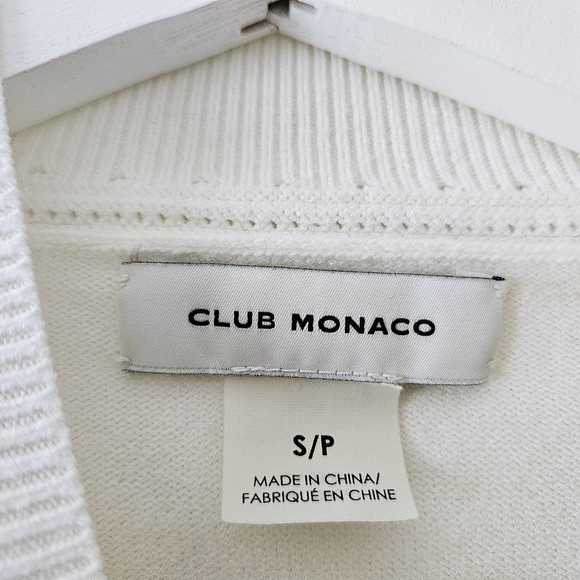 CLUB MONACO
S/P
MADE IN CHINA/
FABRIQUÉ EN CHINE